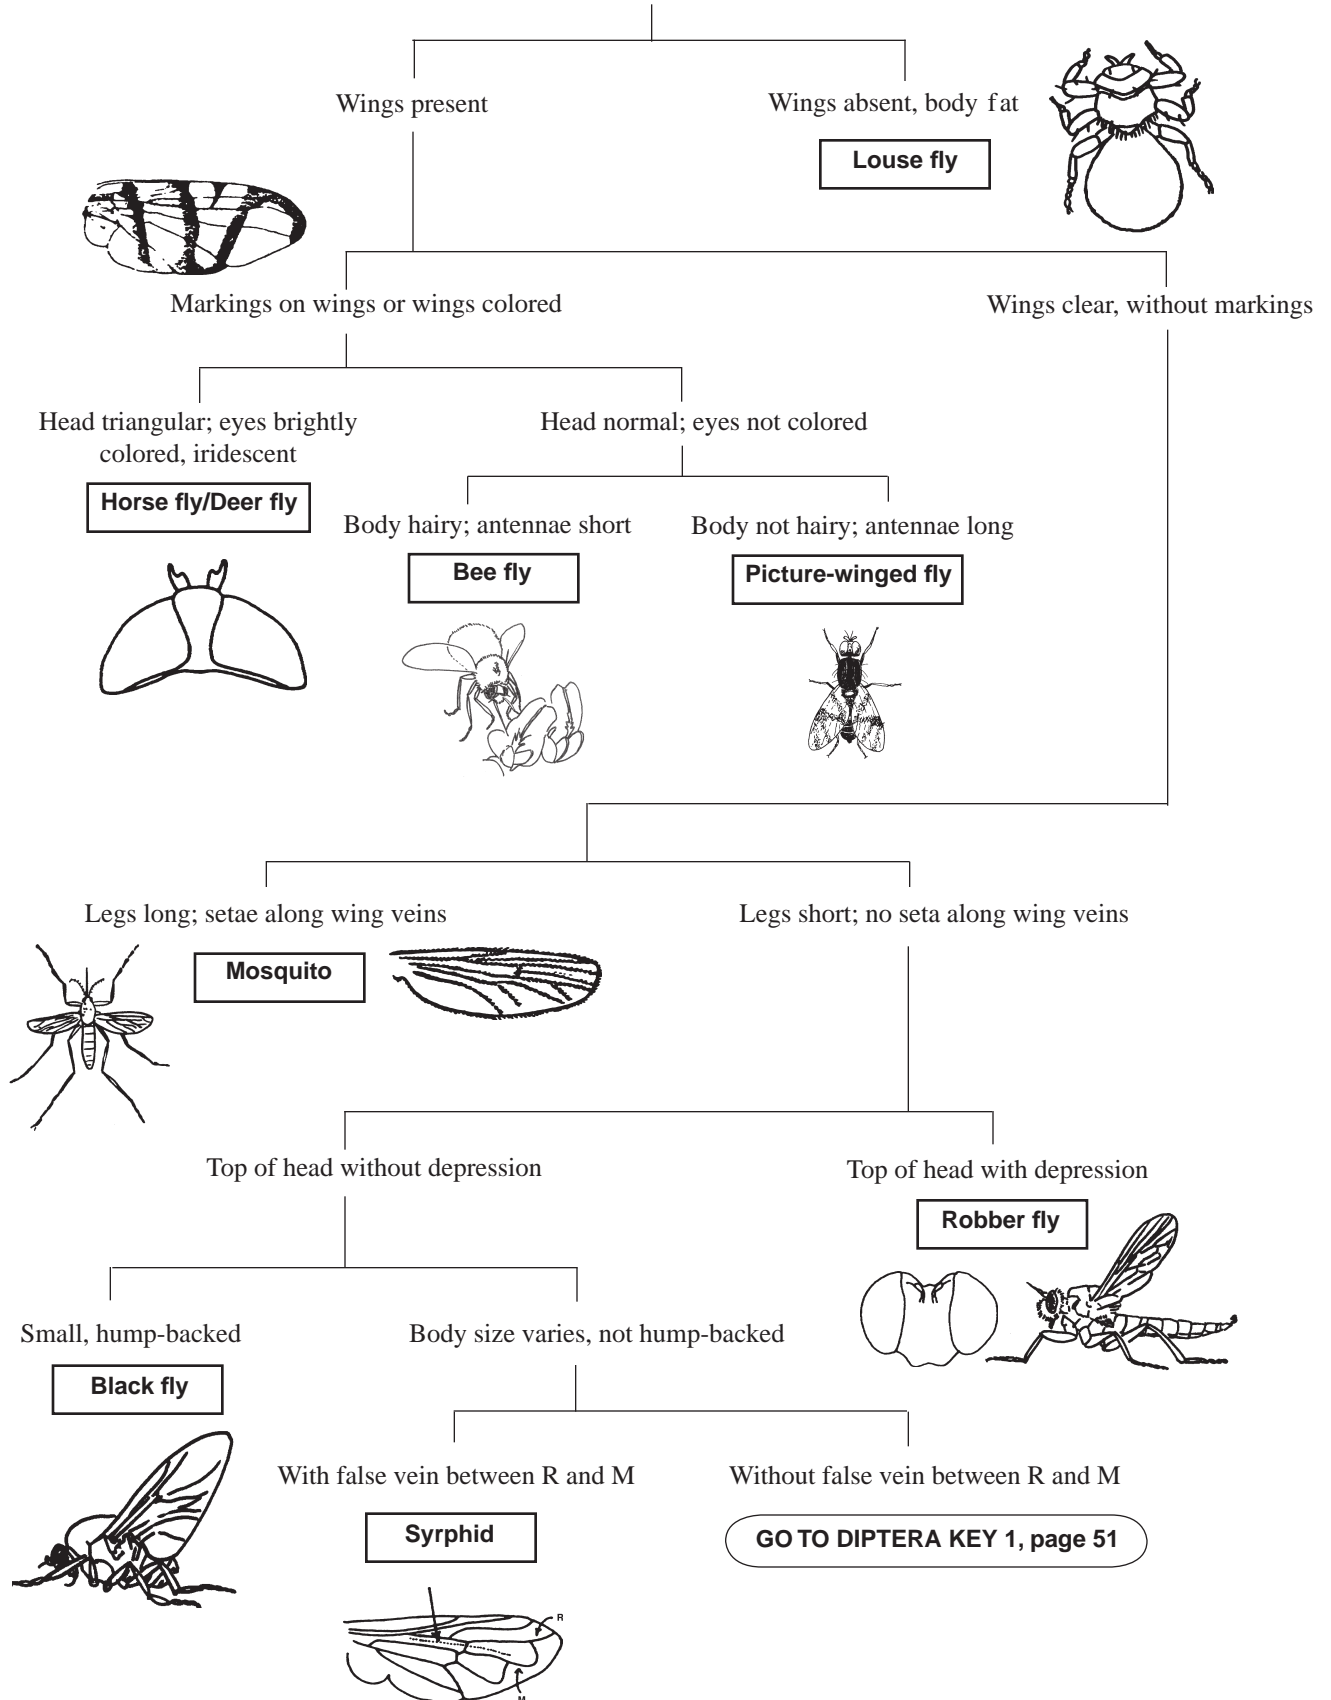 Wings present
Wings absent, body fat
Louse fly
Markings on wings or wings colored
Wings clear, without markings
Head triangular; eyes brightly
colored, iridescent
Horse fly/Deer fly
Head normal; eyes not colored
Body hairy; antennae short
Bee fly
Body not hairy; antennae long
Picture-winged fly
Legs long; setae along wing veins
Mosquito
Legs short; no seta along wing veins
Top of head without depression
Top of head with depression
Robber fly
Small, hump-backed
Black fly
Body size varies, not hump-backed
With false vein between R and M
Syrphid
Without false vein between R and M
GO TO DIPTERA KEY 1, page 51
R
M